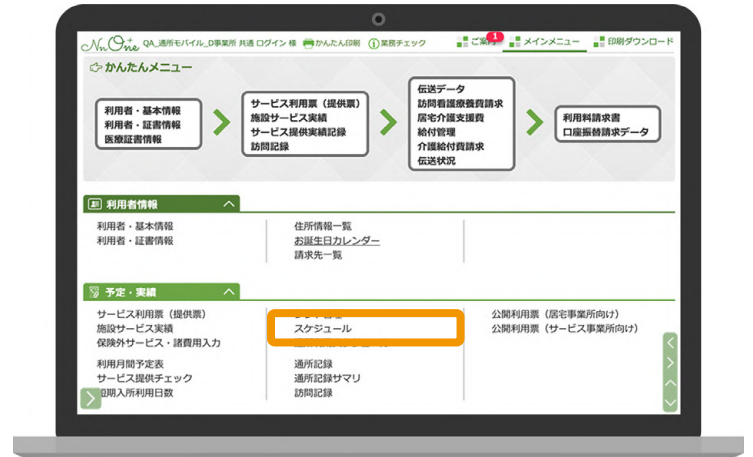 Nn One QA_通所モバイル_D事業所 共通 ログイン 様 かんたん印刷 業務チェック ご案内 1 メインメニュー 印刷ダウンロード
かんたんメニュー
利用者・基本情報
利用者・証書情報
医療証書情報
サービス利用票（提供票）
施設サービス実績
サービス提供実績記録
訪問記録
伝送データ
訪問看護療養費請求
居宅介護支援費
給付管理
介護給付費請求
伝送状況
利用料請求書
口座振替請求データ
利用者情報
利用者・基本情報
利用者・証書情報
住所情報一覧
お誕生日カレンダー
請求先一覧
予定・実績
サービス利用票（提供票）
施設サービス実績
保険外サービス・諸費用入力
利用月間予定表
サービス提供チェック
短期入所利用日数
スケジュール
通所記録
通所記録サマリ
訪問記録
公開利用票（居宅事業所向け）
公開利用票（サービス事業所向け）